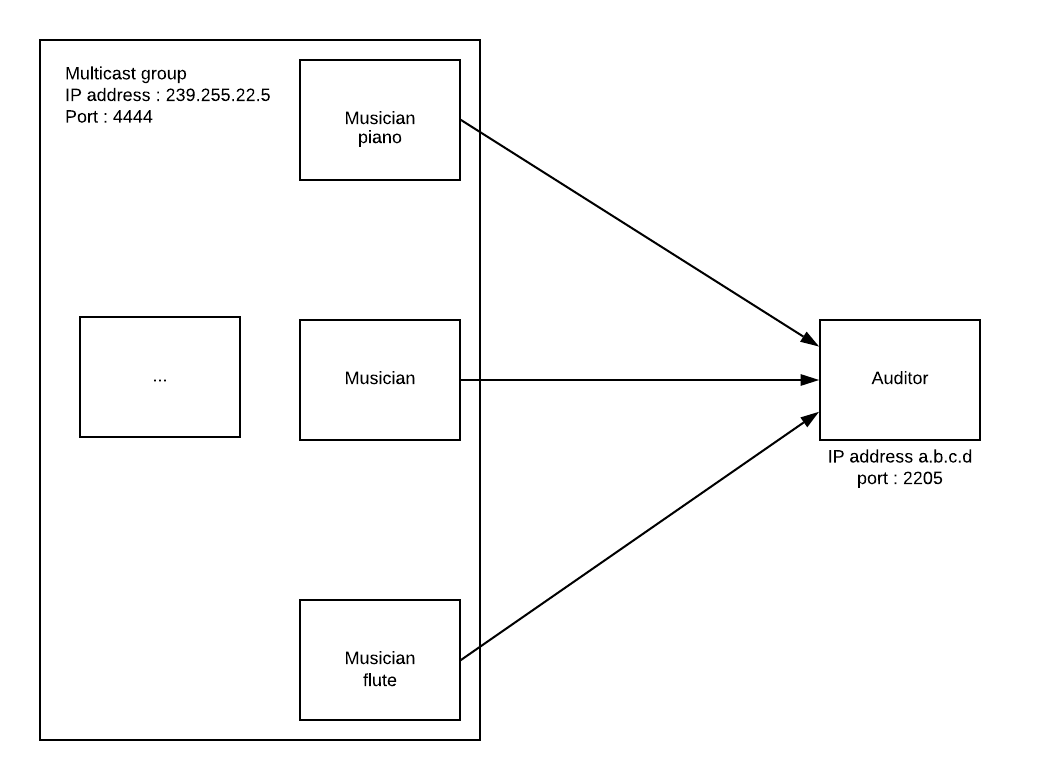 Multicast group
IP address : 239.255.22.5
Port : 4444
Musician
piano
...
Musician
Auditor
IP address a.b.c.d
port : 2205
Musician
flute